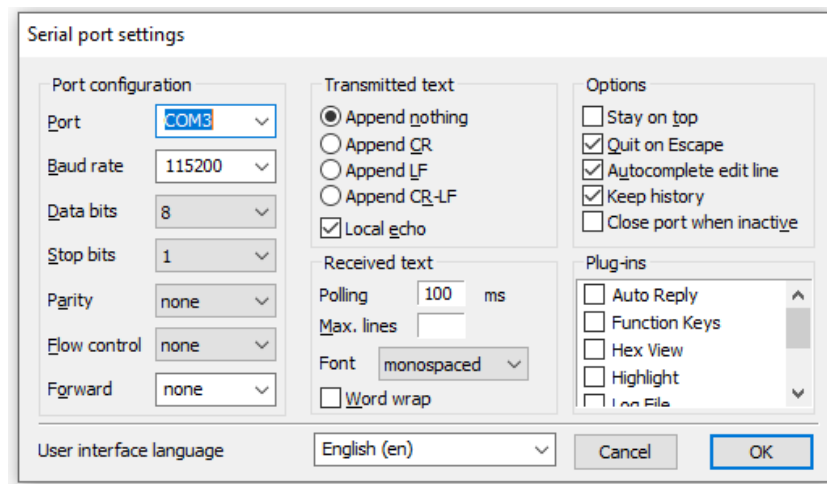 Serial port settings
Port configuration
Port COM3
Baud rate 115200
Data bits 8
Stop bits 1
Parity none
Flow control none
Forward none
Transmitted text
Append nothing
Append CR
Append LF
Append CR-LF
Local echo
Received text
Polling 100 ms
Max. lines
Font monospaced
Word wrap
Options
Stay on top
Quit on Escape
Autocomplete edit line
Keep history
Close port when inactive
Plug-ins
Auto Reply
Function Keys
Hex View
Highlight
Log File
User interface language English (en) Cancel OK